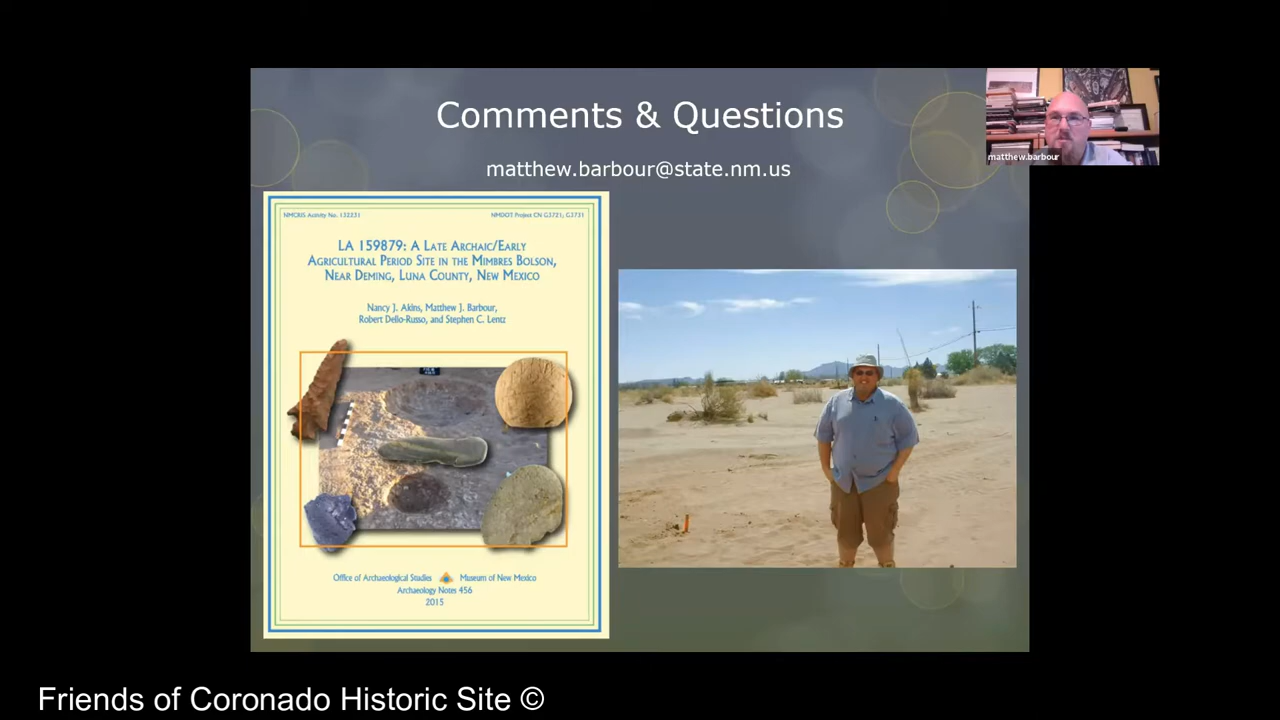 Comments & Questions
matthew.barbour@state.nm.us
matthew.barbour
NMCRIS Activity No. 132231
NMDOT Project CN G3721; G3731
LA 159879: A Late Archaic/Early
Agricultural Period Site in the Mimbres Bolson,
Near Deming, Luna County, New Mexico
Nancy J. Akins, Matthew J. Barbour,
Robert Dello-Russo, and Stephen C. Lentz
Office of Archaeological Studies Museum of New Mexico
Archaeology Notes 456
2015
Friends of Coronado Historic Site ©